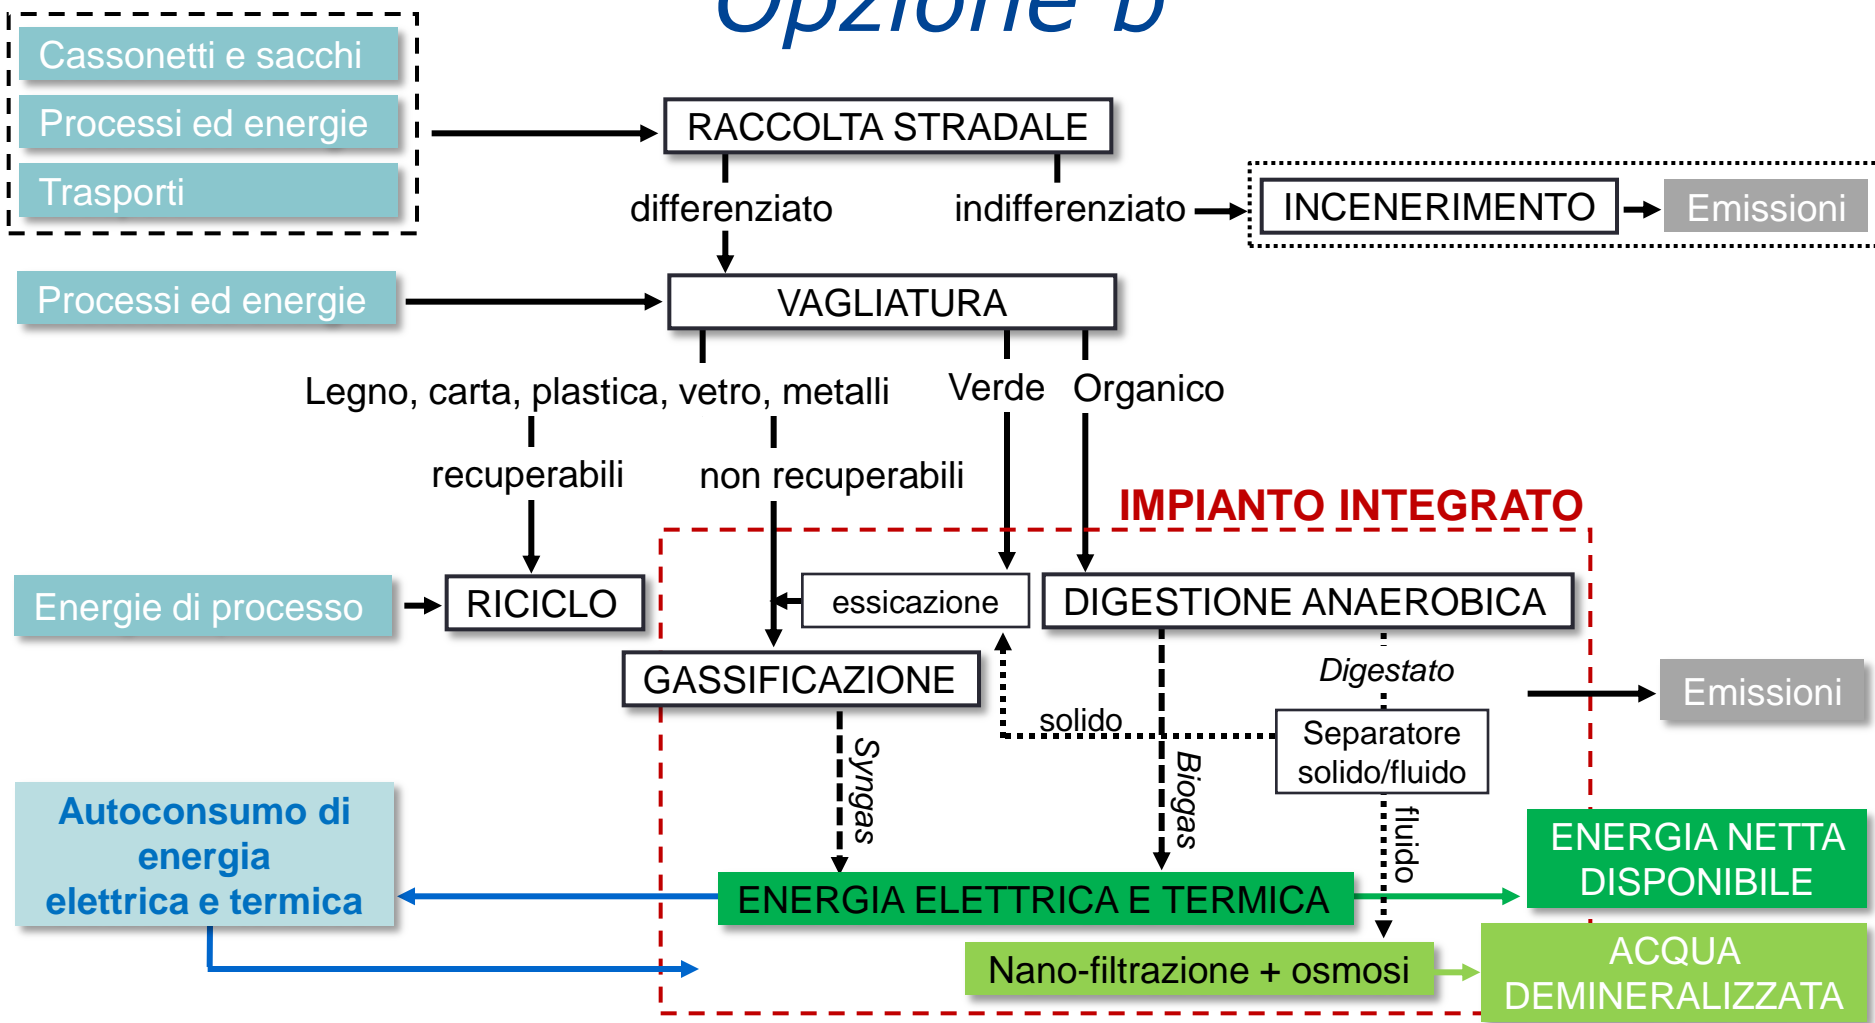 Opzione b
Cassonetti e sacchi
Processi ed energie
Trasporti
RACCOLTA STRADALE
differenziato
indifferenziato
INCENERIMENTO
Emissioni
Processi ed energie
VAGLIATURA
Legno, carta, plastica, vetro, metalli
Verde
Organico
recuperabili
non recuperabili
IMPIANTO INTEGRATO
Energie di processo
RICICLO
essicazione
DIGESTIONE ANAEROBICA
GASSIFICAZIONE
Digestato
Emissioni
solido
Separatore
solido/fluido
Syngas
Biogas
fluido
Autoconsumo di
energia
elettrica e termica
ENERGIA ELETTRICA E TERMICA
ENERGIA NETTA
DISPONIBILE
Nano-filtrazione + osmosi
ACQUA
DEMINERALIZZATA